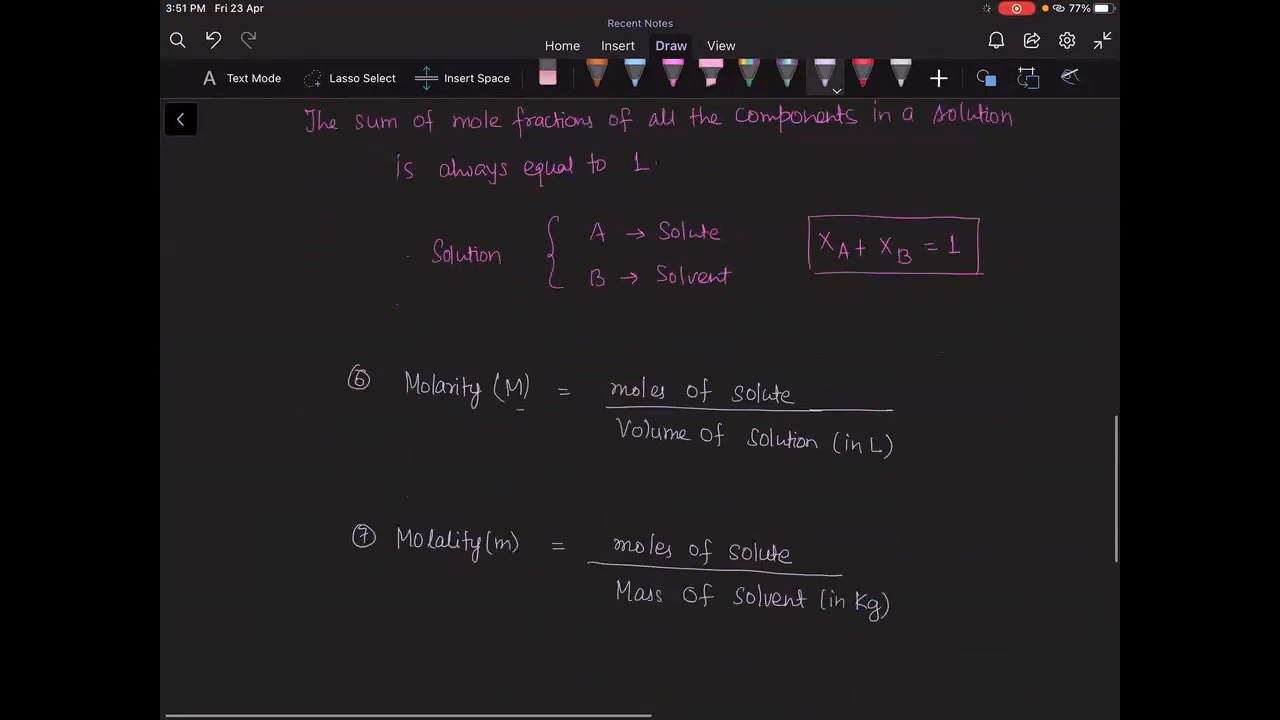 3:51 PM Fri 23 Apr
77%
Recent Notes
Home Insert Draw View
Text Mode Lasso Select Insert Space
The sum of mole fractions of all the components in a solution
is always equal to 1.
Solution { A → Solute
B → Solvent
X_A + X_B = 1
⑥ Molarity (M) = moles of solute
Volume of solution (in L)
⑦ Molality (m) = moles of solute
Mass of solvent (in Kg)